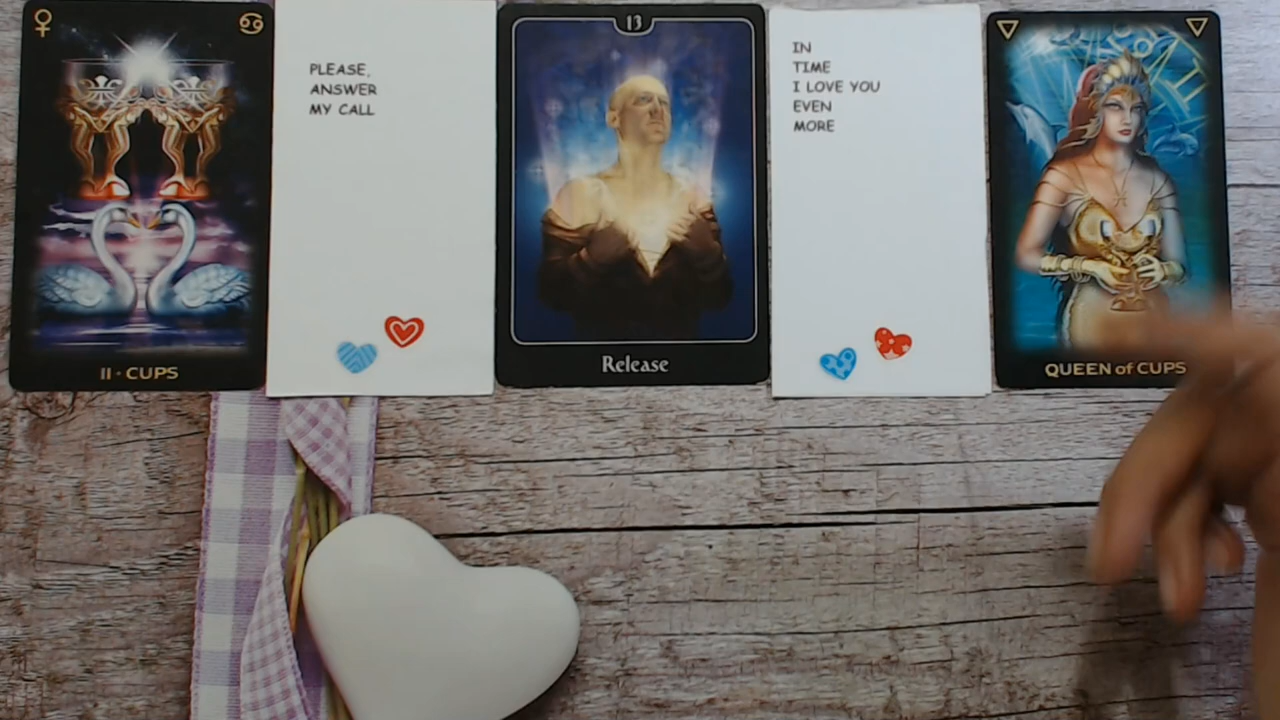 II • CUPS
PLEASE,
ANSWER
MY CALL
13
Release
IN
TIME
I LOVE YOU
EVEN
MORE
QUEEN of CUPS